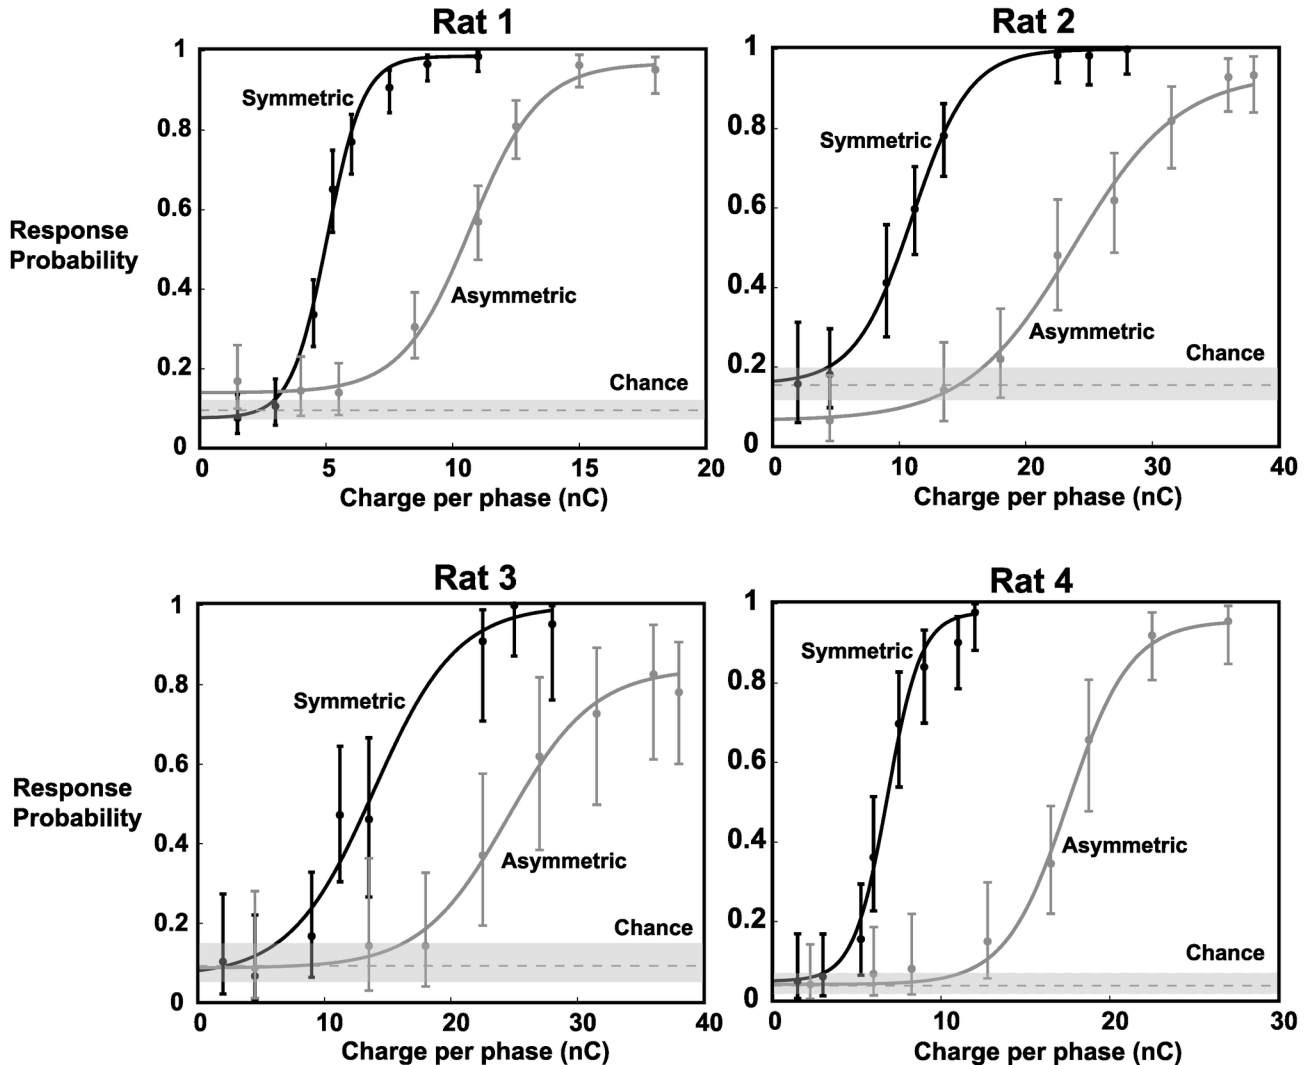 Rat 1
Rat 2
1
0.8
0.6
0.4
0.2
0
Symmetric
Asymmetric
Chance
Response
Probability
0
5
10
15
20
Charge per phase (nC)
1
0.8
0.6
0.4
0.2
0
Symmetric
Asymmetric
Chance
0
10
20
30
40
Charge per phase (nC)
Rat 3
Rat 4
1
0.8
0.6
0.4
0.2
0
Symmetric
Asymmetric
Chance
Response
Probability
0
10
20
30
40
Charge per phase (nC)
1
0.8
0.6
0.4
0.2
0
Symmetric
Asymmetric
Chance
0
10
20
30
Charge per phase (nC)